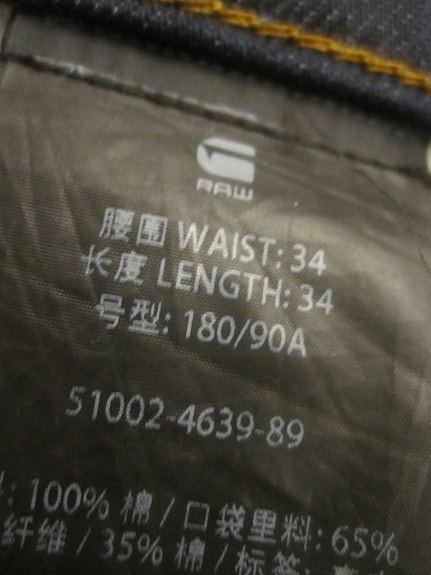 RAW
腰围 WAIST: 34
长度 LENGTH: 34
号型: 180/90A
51002-4639-89
: 100% 棉 / 口袋里料: 65%
纤维 / 35% 棉 / 标签: